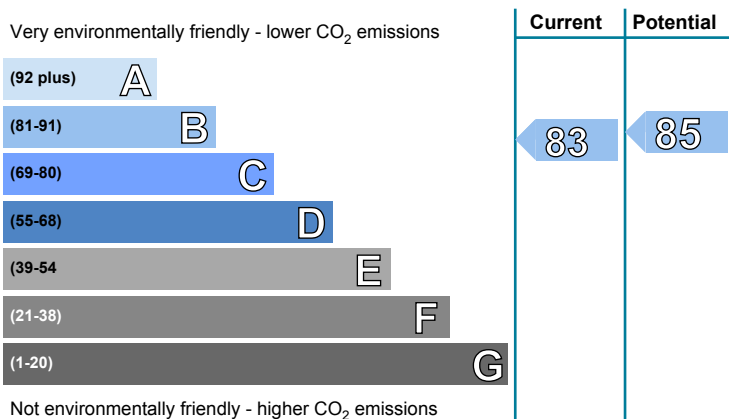 Current Potential
Very environmentally friendly - lower CO₂ emissions
(92 plus) A
(81-91) B
83 85
(69-80) C
(55-68) D
(39-54 E
(21-38) F
(1-20) G
Not environmentally friendly - higher CO₂ emissions